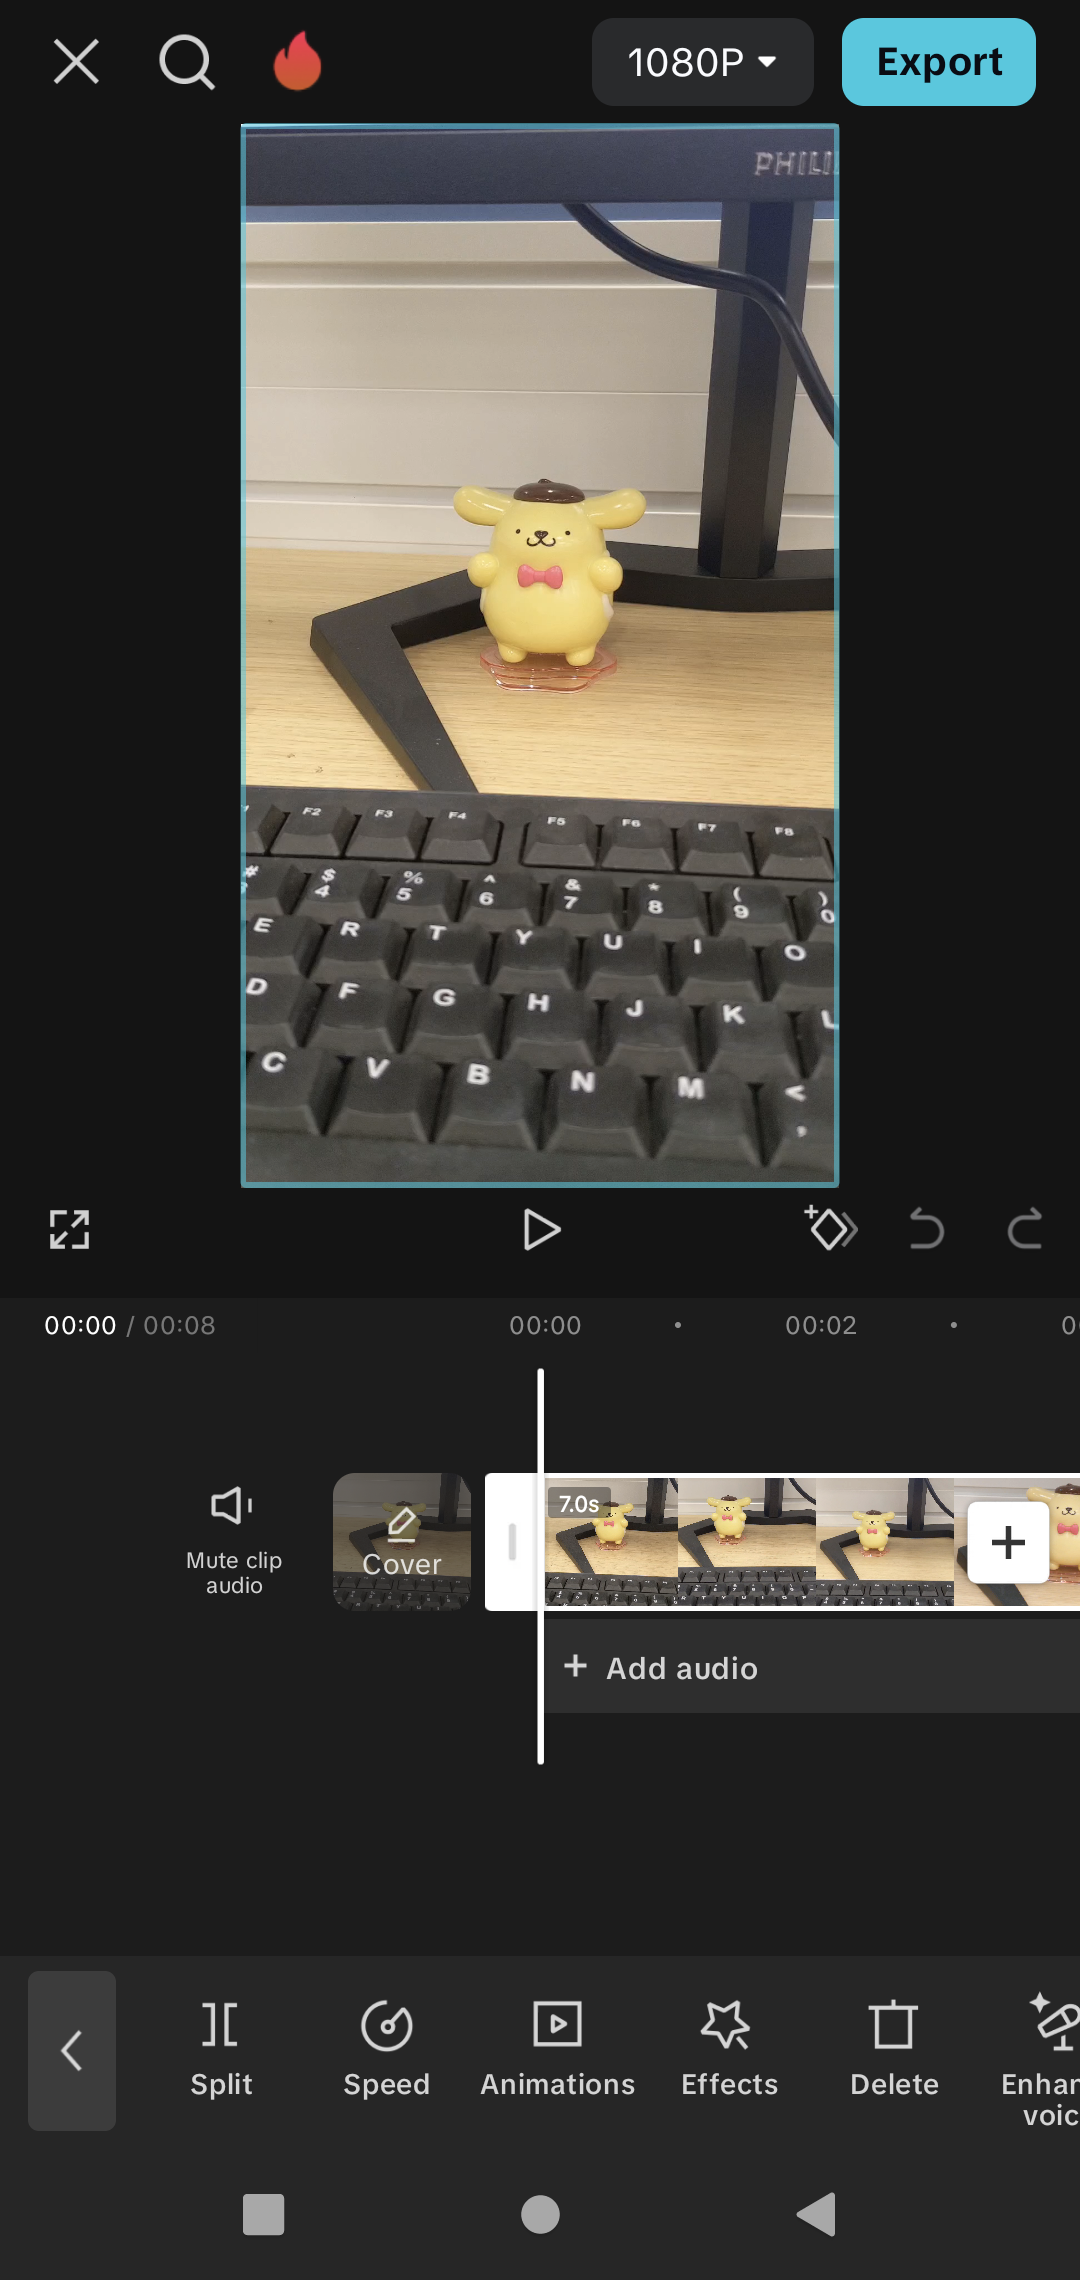 1080P
Export
PHILI
F2 F3 F4 F5 F6 F7 F8
# $ % ^ & * ( )
4 5 6 7 8 9 0
E R T Y U I O
D F G H J K L
C V B N M <
,
00:00 / 00:08
00:00
00:02
7.0s
Mute clip
audio
Cover
+ Add audio
Split
Speed
Animations
Effects
Delete
Enhan
voic